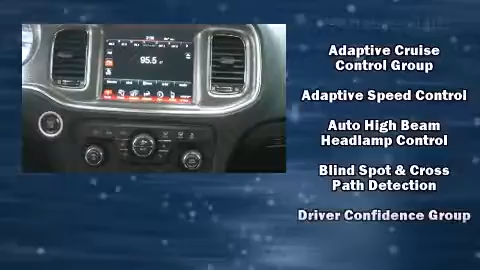 95.5
Adaptive Cruise
Control Group
Adaptive Speed Control
Auto High Beam
Headlamp Control
Blind Spot & Cross
Path Detection
Driver Confidence Group